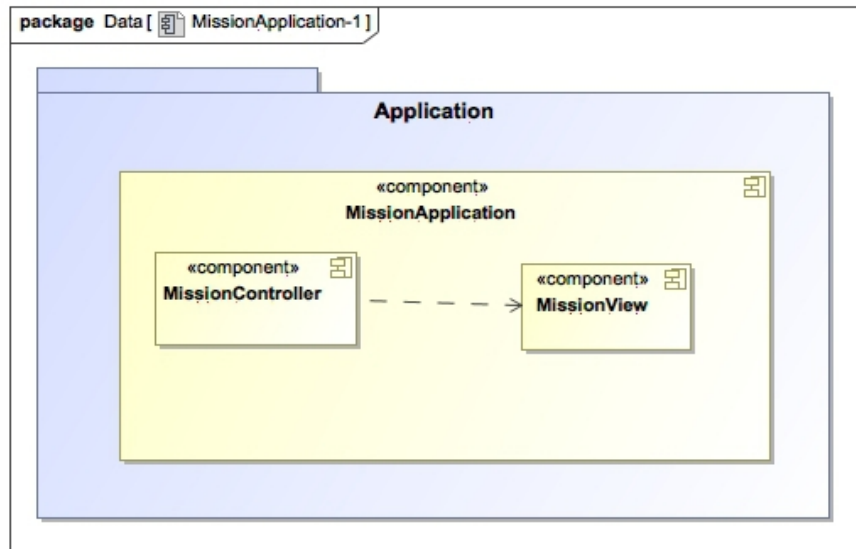 package Data [ MissionApplication-1 ]
Application
«component»
MissionApplication
«component»
MissionController
«component»
MissionView